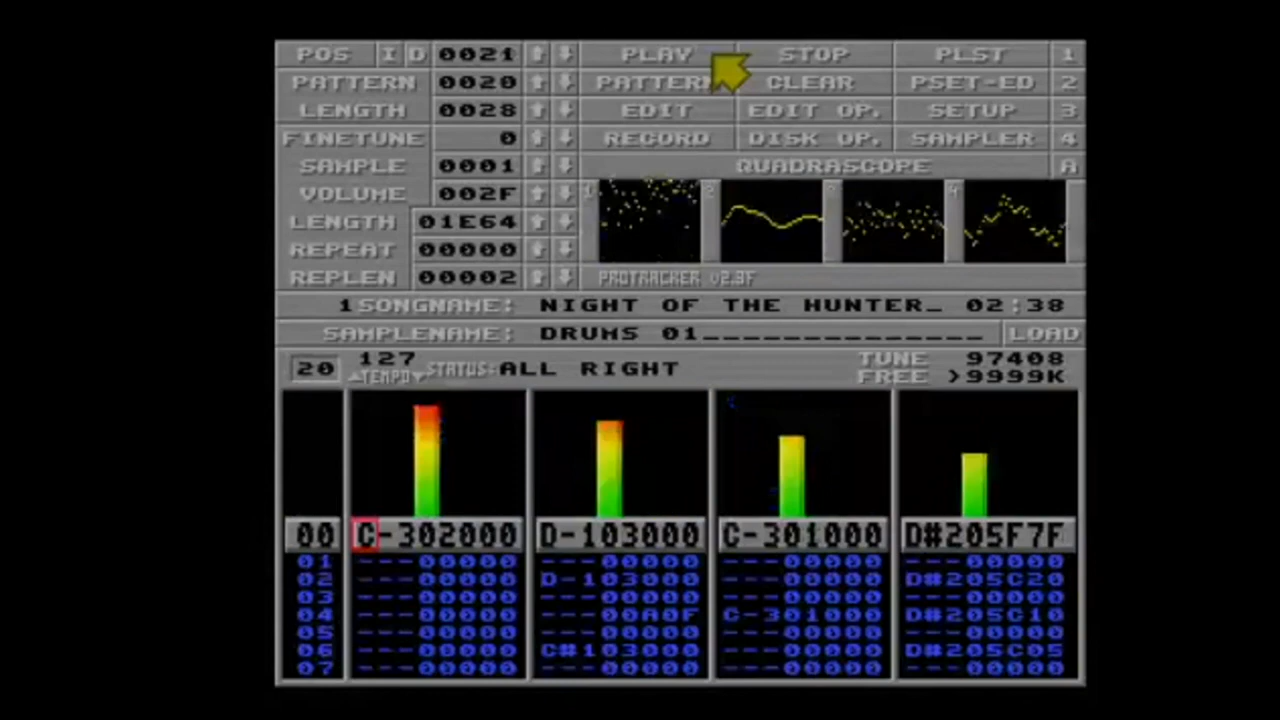 POS I D 0021 PLAY STOP PLST 1
PATTERN 0020 PATTERN CLEAR PSET-ED 2
LENGTH 0028 EDIT EDIT OP. SETUP 3
FINETUNE 0 RECORD DISK OP. SAMPLER 4
SAMPLE 0001 QUADRASCOPE A
VOLUME 002F 1 2 3 4
LENGTH 01E64
REPEAT 00000
REPLEN 00002 PROTRACKER V2.3F
1 SONGNAME: NIGHT OF THE HUNTER_ 02:38
SAMPLENAME: DRUMS 01______________ LOAD
20 127 TEMPO STATUS: ALL RIGHT TUNE 97408
FREE >9999K
00 C-302000 D-103000 C-301000 D#205F7F
01 ---00000 ---00000 ---00000 ---00000
02 ---00000 D-103000 ---00000 D#205C20
03 ---00000 ---00000 ---00000 ---00000
04 ---00000 ---00A0F C-301000 D#205C10
05 ---00000 ---00000 ---00000 ---00000
06 ---00000 C#103000 ---00000 D#205C05
07 ---00000 ---00000 ---00000 ---00000